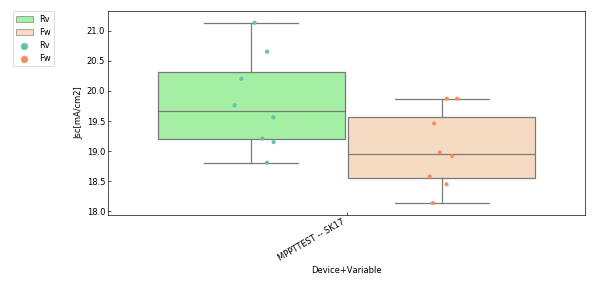 Rv
Fw
Rv
Fw
21.0
20.5
20.0
19.5
19.0
18.5
18.0
Jsc[mA/cm2]
MPPTTEST -- SK17
Device+Variable